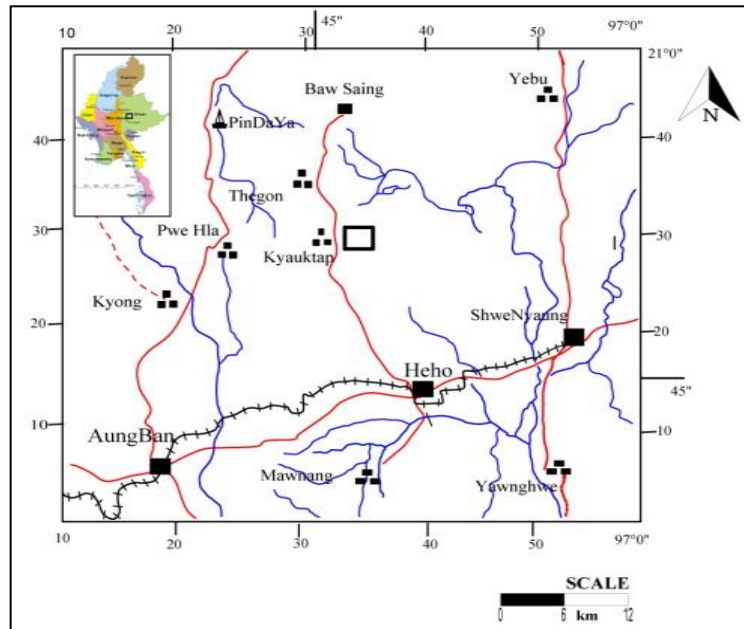 45" 97°0"
10 20 30 40 50
21°0"
Yebu
Baw Saing
N
PinDaYa
40 40
Thegon
Pwe Hla
30 30
Kyauktap
Kyong
ShweNyaung
20 20
Heho
45"
10 10
AungBan
Mawnang
Yawnghwe
10 20 30 40 50 97°0"
SCALE
0 6 12
km